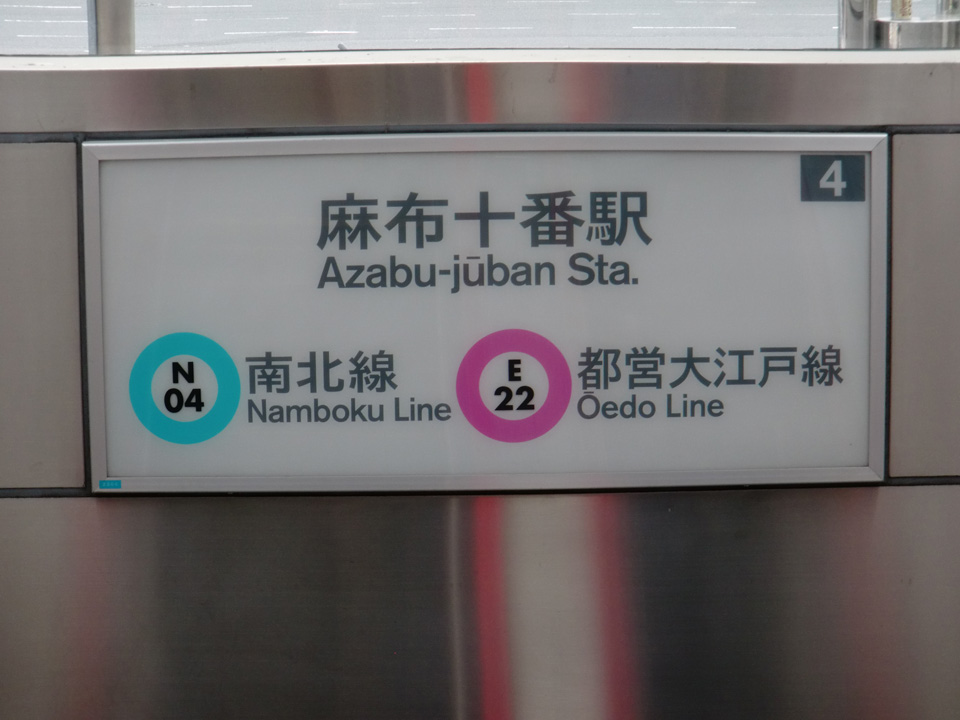 4
麻布十番駅
Azabu-jūban Sta.
N
04
南北線
Namboku Line
E
22
都営大江戸線
Ōedo Line